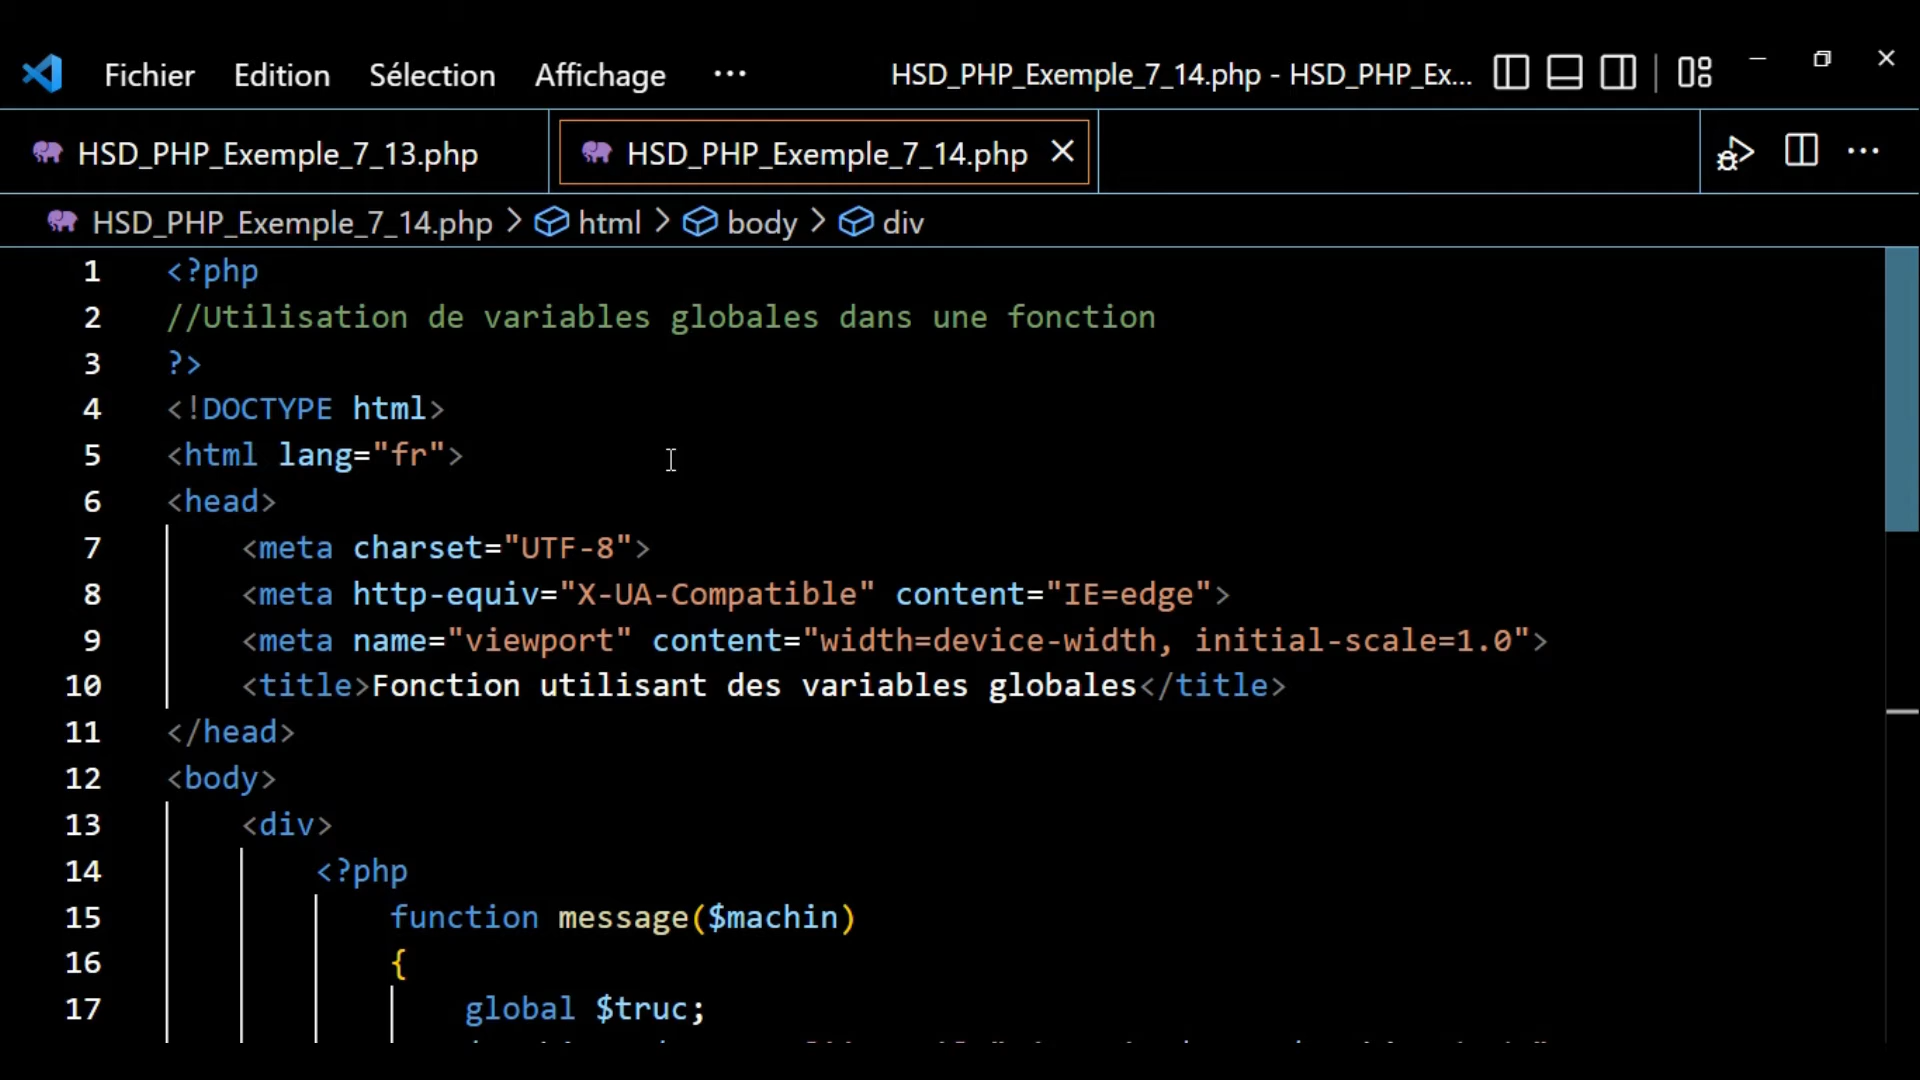 Fichier Edition Sélection Affichage ··· HSD_PHP_Exemple_7_14.php - HSD_PHP_Ex...
HSD_PHP_Exemple_7_13.php HSD_PHP_Exemple_7_14.php
HSD_PHP_Exemple_7_14.php > html > body > div
1 <?php
2 //Utilisation de variables globales dans une fonction
3 ?>
4 <!DOCTYPE html>
5 <html lang="fr">
6 <head>
7 <meta charset="UTF-8">
8 <meta http-equiv="X-UA-Compatible" content="IE=edge">
9 <meta name="viewport" content="width=device-width, initial-scale=1.0">
10 <title>Fonction utilisant des variables globales</title>
11 </head>
12 <body>
13 <div>
14 <?php
15 function message($machin)
16 {
17 global $truc;